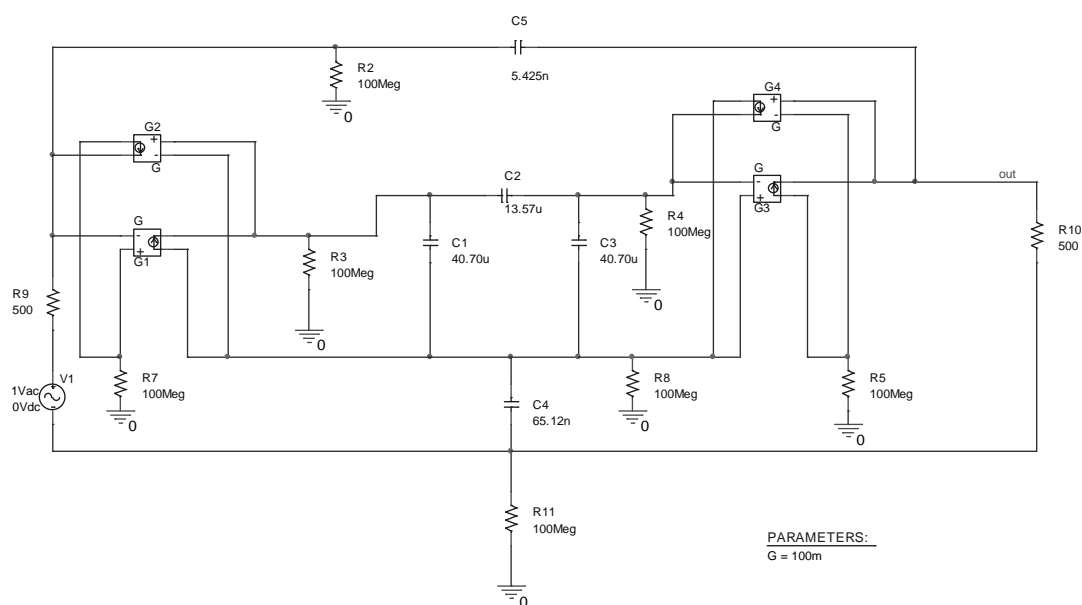 C5
5.425n
R2
100Meg
0
G4
G
G2
G
C2
13.57u
out
G
G3
R4
100Meg
0
R10
500
G
G1
R3
100Meg
0
C1
40.70u
C3
40.70u
R9
500
V1
1Vac
0Vdc
R7
100Meg
0
C4
65.12n
R8
100Meg
0
R5
100Meg
0
R11
100Meg
0
PARAMETERS:
G = 100m